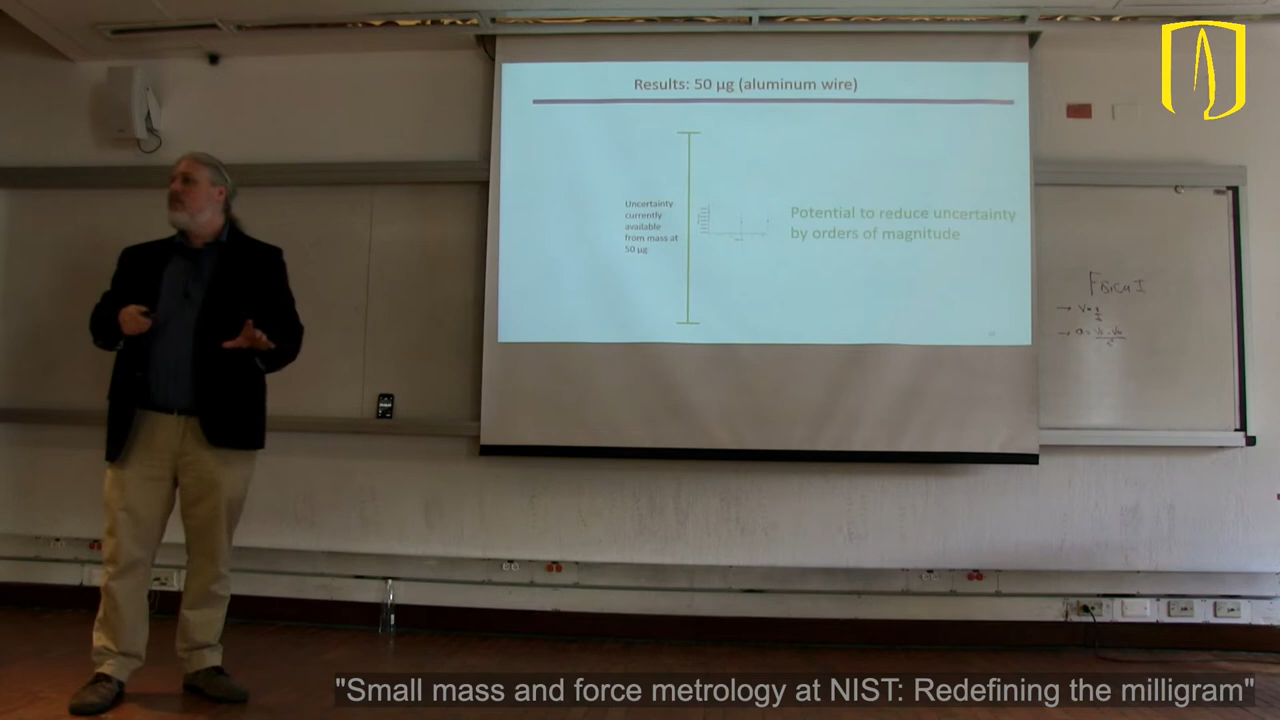 Results: 50 µg (aluminum wire)
Uncertainty
currently
available
from mass at
50 µg
Potential to reduce uncertainty
by orders of magnitude
"Small mass and force metrology at NIST: Redefining the milligram"